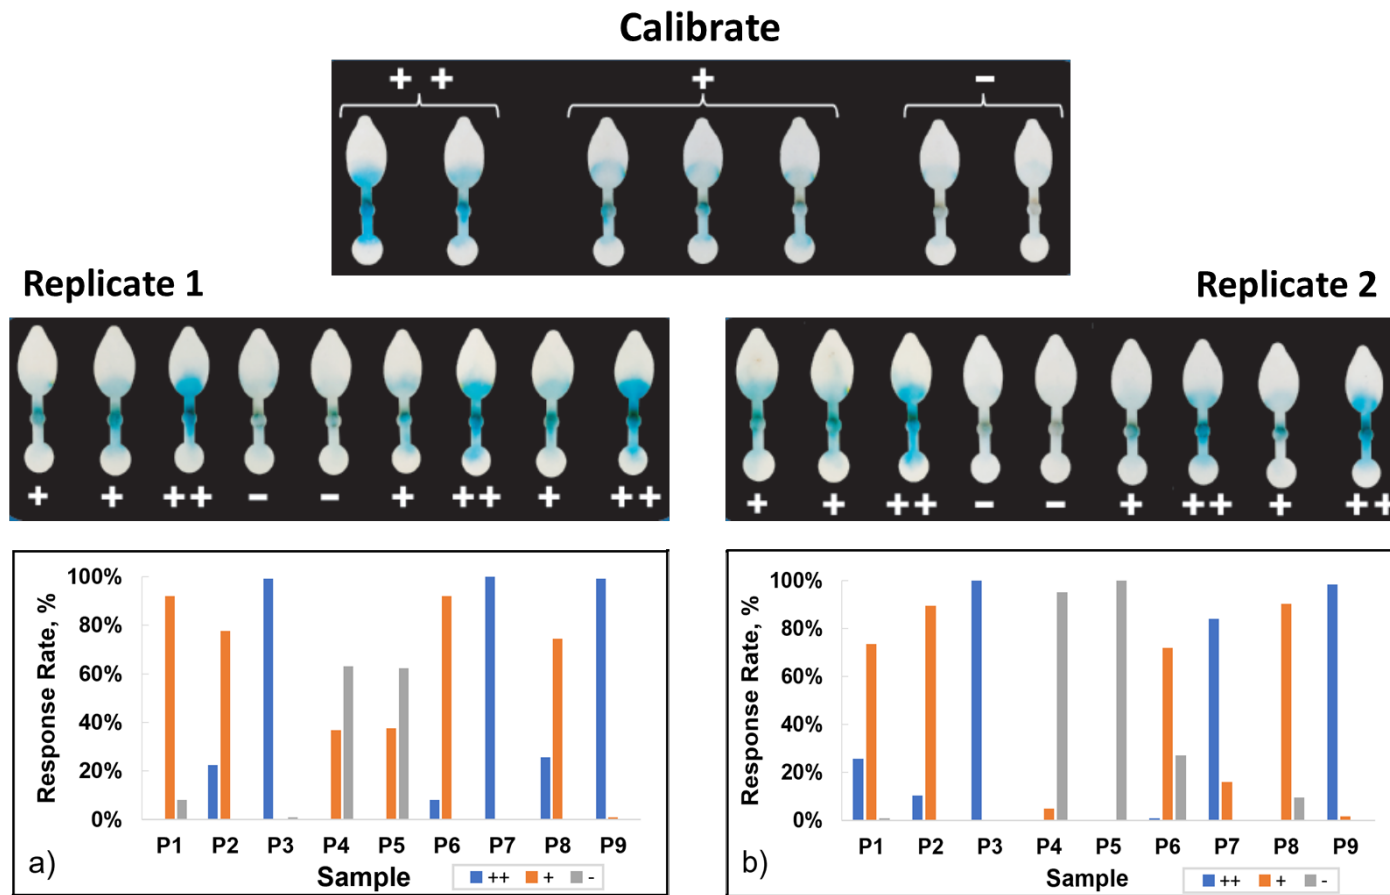 Calibrate
+ + + −
Replicate 1
Replicate 2
+ + ++ − − + ++ + ++
+ + ++ − − + ++ + ++
100%
80%
60%
40%
20%
0%
Response Rate, %
P1 P2 P3 P4 P5 P6 P7 P8 P9
Sample
++ + -
a)
100%
80%
60%
40%
20%
0%
Response Rate, %
P1 P2 P3 P4 P5 P6 P7 P8 P9
Sample
++ + -
b)